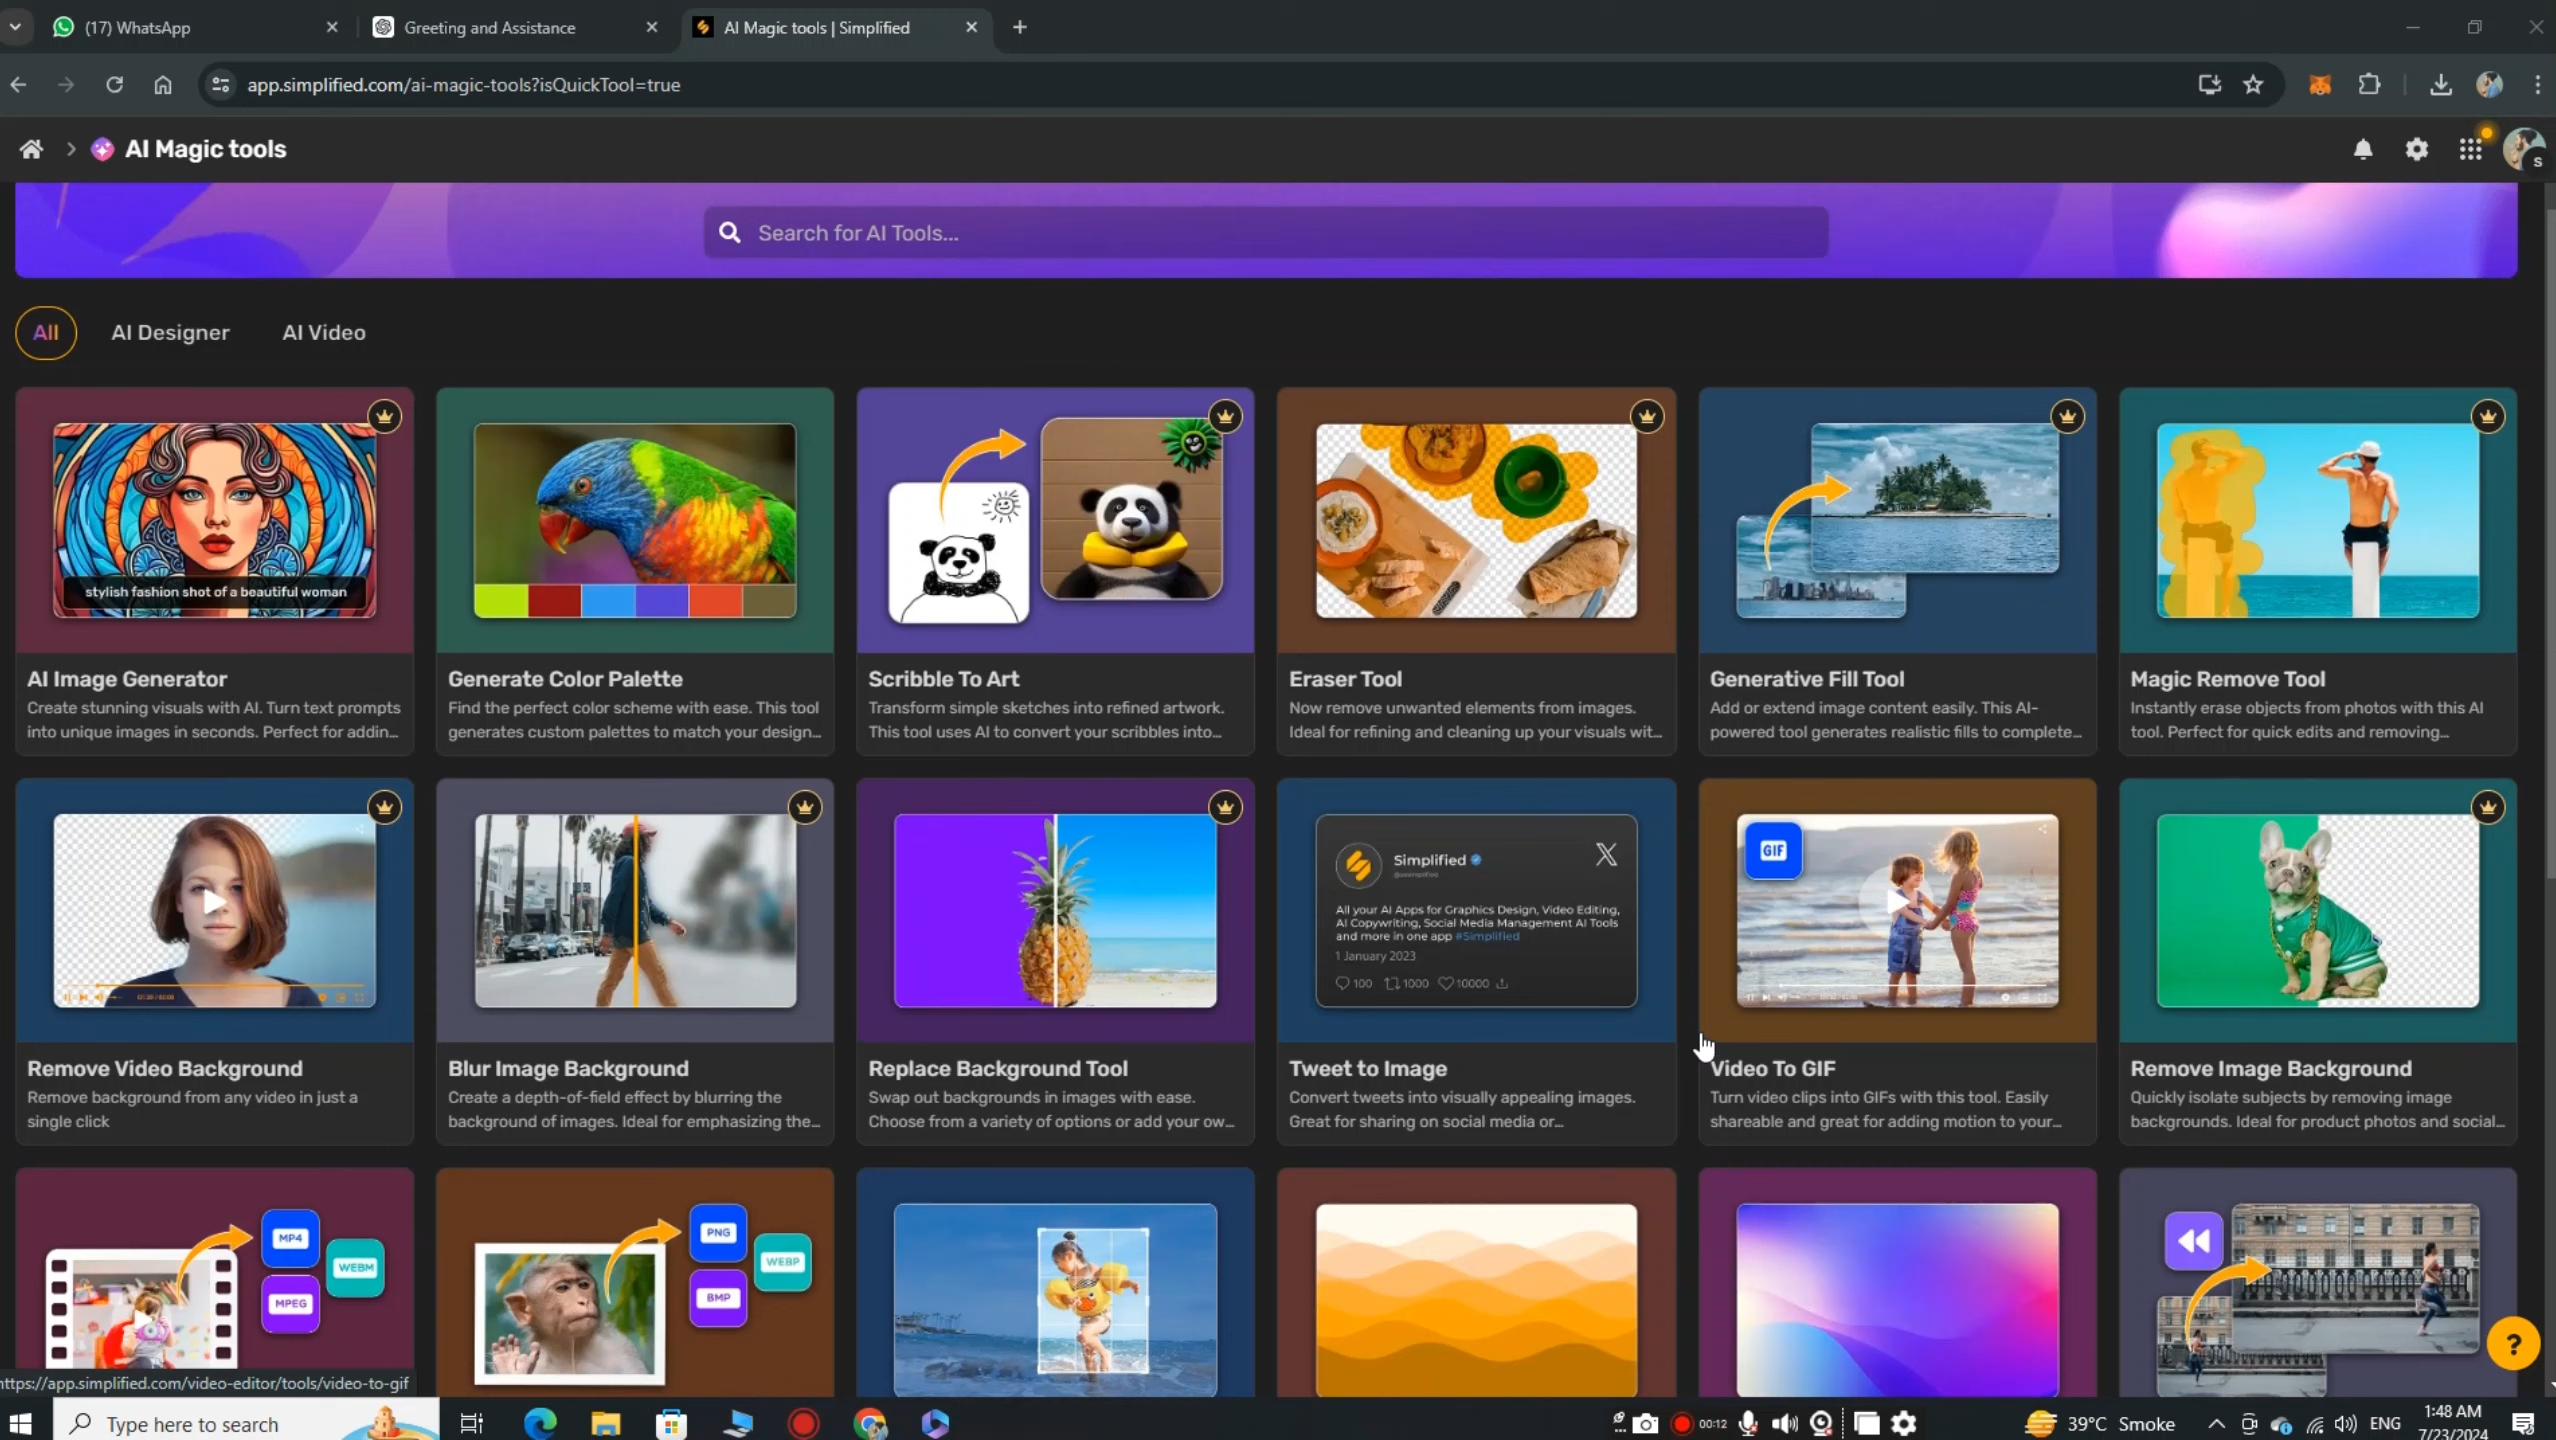 (17) WhatsApp
Greeting and Assistance
AI Magic tools | Simplified
app.simplified.com/ai-magic-tools?isQuickTool=true
AI Magic tools
S
Search for AI Tools...
All
AI Designer
AI Video
stylish fashion shot of a beautiful woman
AI Image Generator
Create stunning visuals with AI. Turn text prompts
into unique images in seconds. Perfect for addin...
Generate Color Palette
Find the perfect color scheme with ease. This tool
generates custom palettes to match your design...
Scribble To Art
Transform simple sketches into refined artwork.
This tool uses AI to convert your scribbles into...
Eraser Tool
Now remove unwanted elements from images.
Ideal for refining and cleaning up your visuals wit...
Generative Fill Tool
Add or extend image content easily. This AI-
powered tool generates realistic fills to complete...
Magic Remove Tool
Instantly erase objects from photos with this AI
tool. Perfect for quick edits and removing...
Remove Video Background
Remove background from any video in just a
single click
Blur Image Background
Create a depth-of-field effect by blurring the
background of images. Ideal for emphasizing the...
Replace Background Tool
Swap out backgrounds in images with ease.
Choose from a variety of options or add your ow...
Simplified
All your AI Apps for Graphics Design, Video Editing,
AI Copywriting, Social Media Management AI Tools
and more in one app #Simplified
1 January 2023
100 1000 10000
Tweet to Image
Convert tweets into visually appealing images.
Great for sharing on social media or...
GIF
Video To GIF
Turn video clips into GIFs with this tool. Easily
shareable and great for adding motion to your...
Remove Image Background
Quickly isolate subjects by removing image
backgrounds. Ideal for product photos and social...
MP4
WEBM
MPEG
PNG
WEBP
BMP
?
https://app.simplified.com/video-editor/tools/video-to-gif
Type here to search
00:12
39°C Smoke
ENG
1:48 AM
7/23/2024